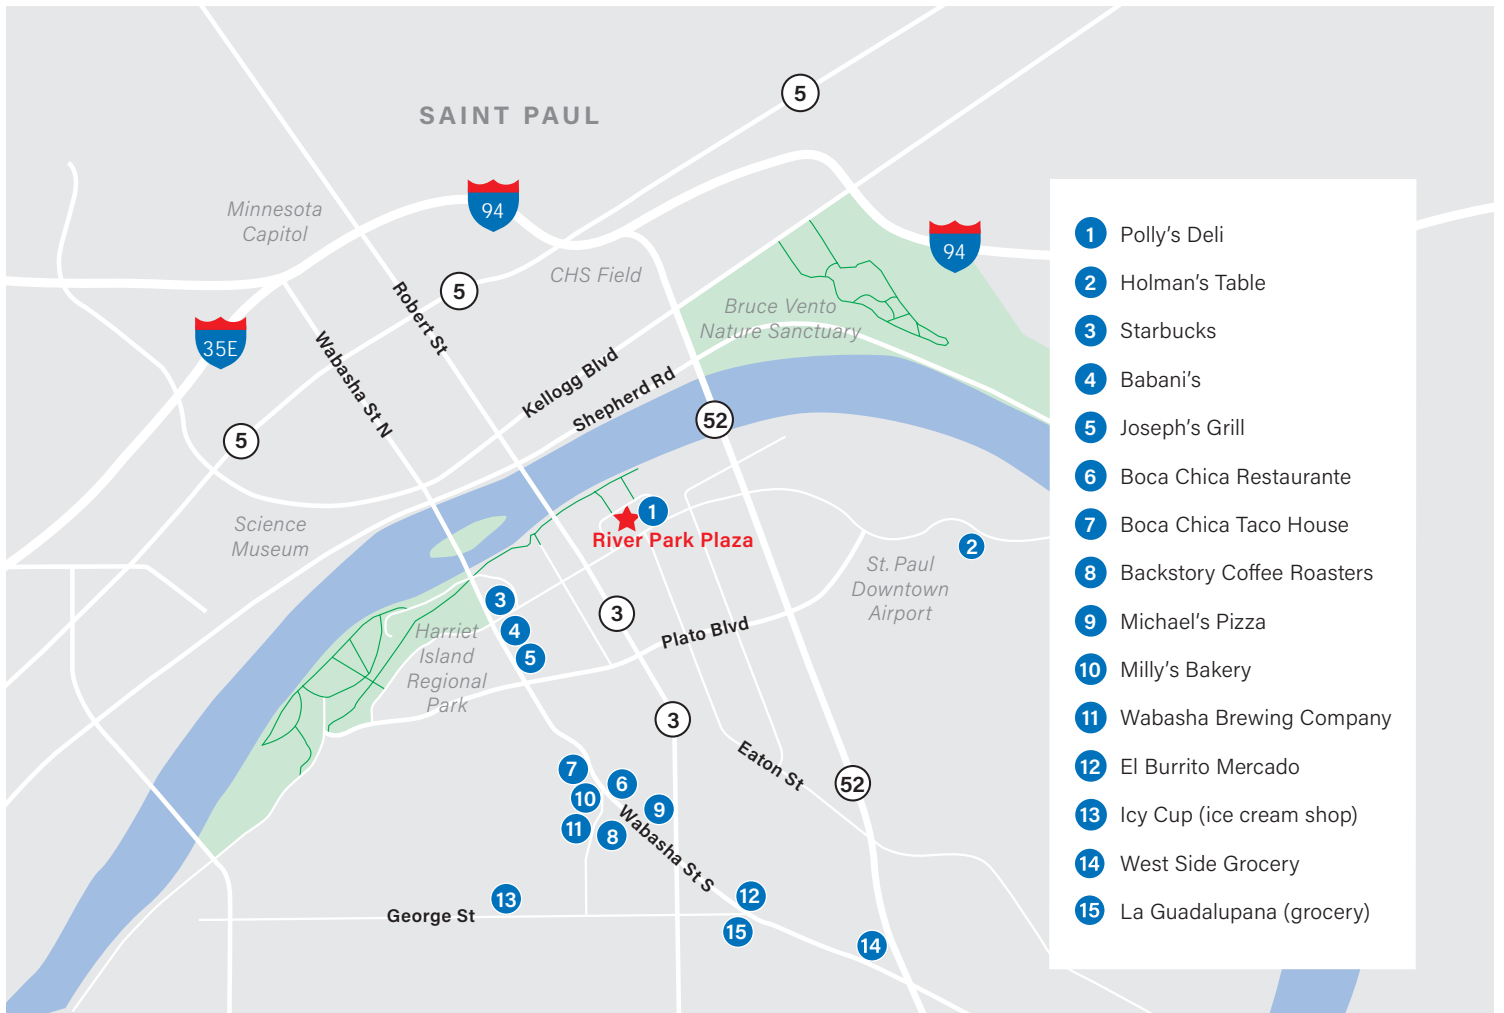 SAINT PAUL
5
94
Minnesota
Capitol
94
CHS Field
5
Robert St
Bruce Vento
Nature Sanctuary
35E
Wabasha St N
Kellogg Blvd
Shepherd Rd
52
5
Science
Museum
1
River Park Plaza
2
St. Paul
Downtown
Airport
3
3
4
5
Harriet
Island
Regional
Park
Plato Blvd
3
Eaton St
52
7
6
10
9
11
8
Wabasha St S
13
George St
12
15
14
1 Polly’s Deli
2 Holman’s Table
3 Starbucks
4 Babani’s
5 Joseph’s Grill
6 Boca Chica Restaurante
7 Boca Chica Taco House
8 Backstory Coffee Roasters
9 Michael’s Pizza
10 Milly’s Bakery
11 Wabasha Brewing Company
12 El Burrito Mercado
13 Icy Cup (ice cream shop)
14 West Side Grocery
15 La Guadalupana (grocery)